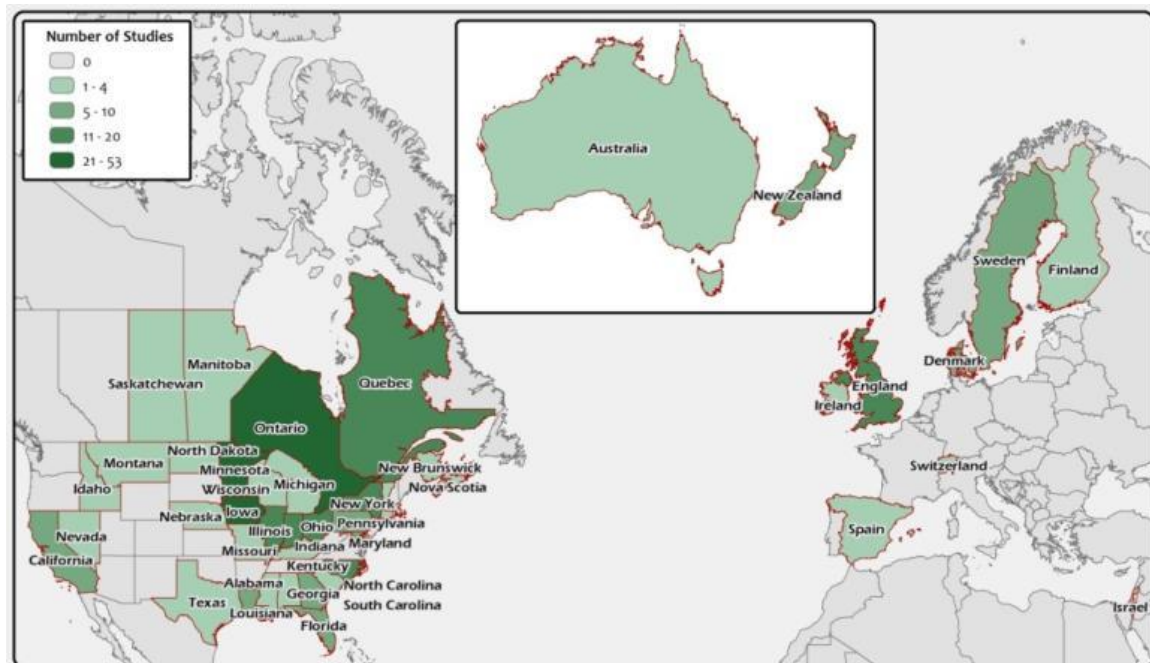 Number of Studies
0
1 - 4
5 - 10
11 - 20
21 - 53
Australia
New Zealand
Sweden
Finland
Denmark
England
Ireland
Switzerland
Spain
Israel
Manitoba
Saskatchewan
Quebec
Ontario
North Dakota
Montana
Minnesota
New Brunswick
Idaho
Wisconsin
Michigan
Nova Scotia
New York
Nebraska
Iowa
Pennsylvania
Illinois
Ohio
Nevada
Missouri
Indiana
Maryland
California
Kentucky
Alabama
North Carolina
Texas
Georgia
South Carolina
Louisiana
Florida